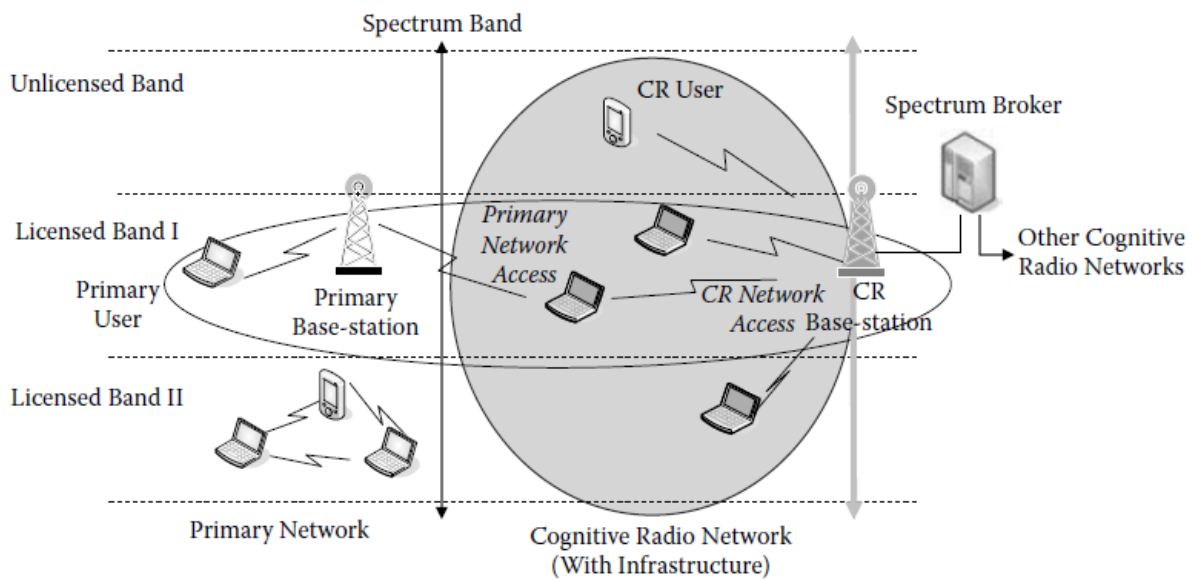 Spectrum Band
Unlicensed Band
CR User
Spectrum Broker
Licensed Band I
Primary
Network
Access
Other Cognitive
Radio Networks
Primary
User
Primary
Base-station
CR Network
Access
CR
Base-station
Licensed Band II
Primary Network
Cognitive Radio Network
(With Infrastructure)